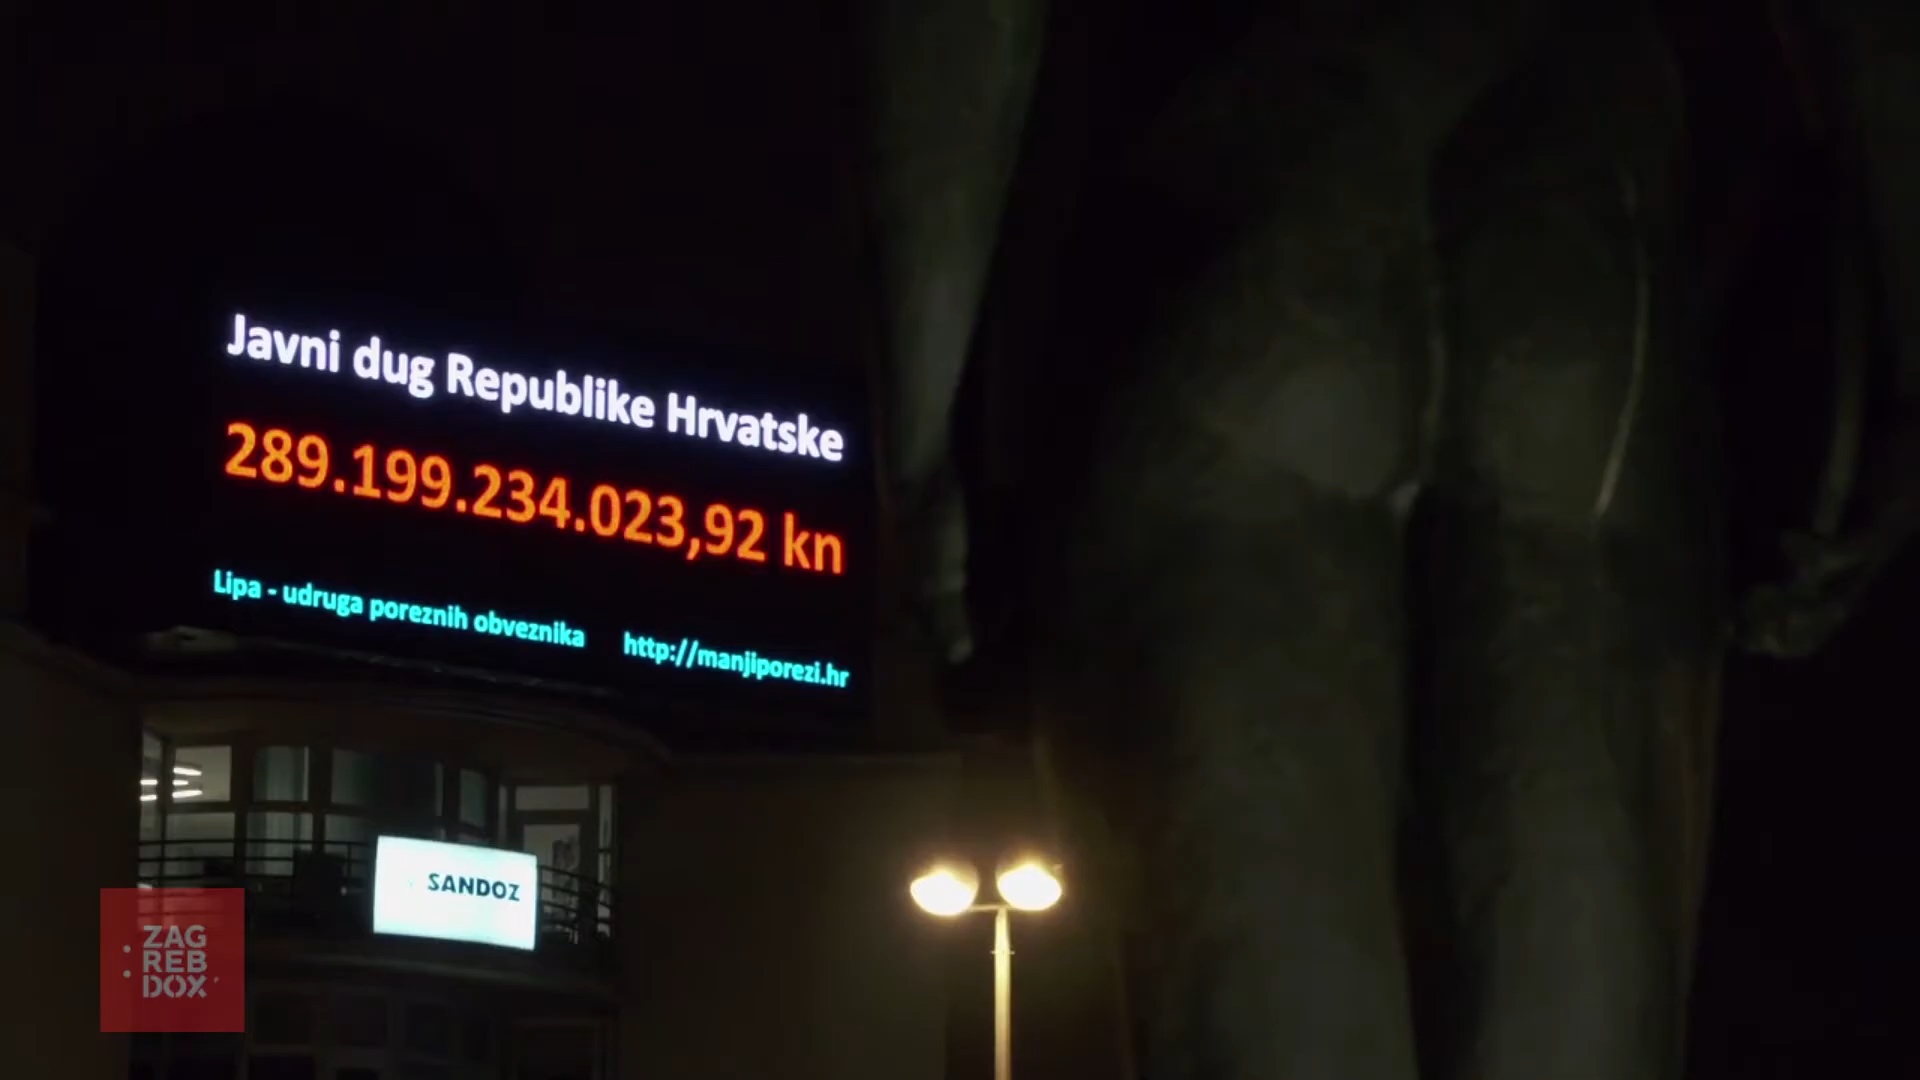 Javni dug Republike Hrvatske
289.199.234.023,92 kn
Lipa - udruga poreznih obveznika http://manjiporezi.hr
SANDOZ
ZAG
REB
DOX